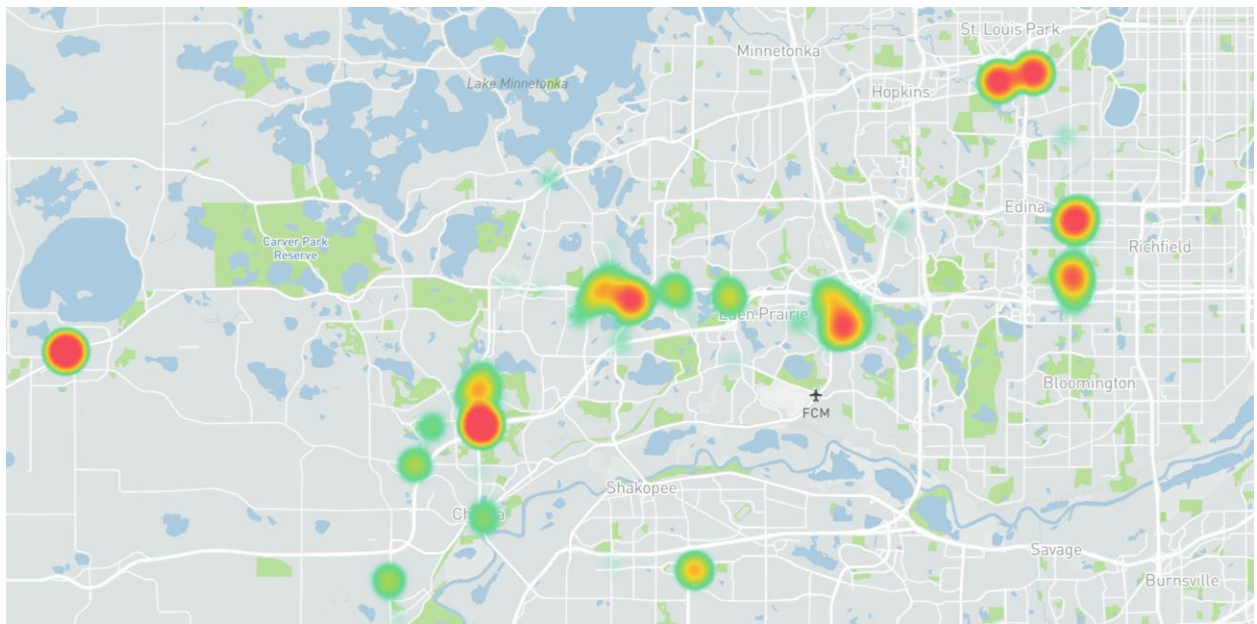 St. Louis Park
Minnetonka
Lake Minnetonka
Hopkins
Edina
Carver Park
Reserve
Richfield
Eden Prairie
Bloomington
FCM
Shakopee
Savage
Burnsville